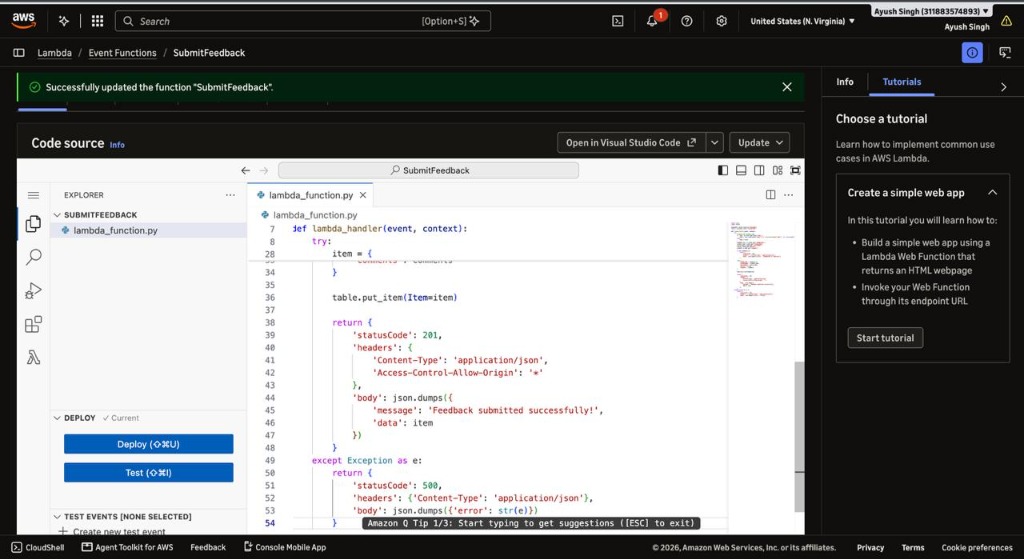 aws
Search [Option+S]
1
United States (N. Virginia) ▼
Ayush Singh (311883574893) ▼
Ayush Singh
Lambda / Event Functions / SubmitFeedback
Successfully updated the function "SubmitFeedback".
Info Tutorials
Code source Info
Open in Visual Studio Code
Update
SubmitFeedback
EXPLORER
SUBMITFEEDBACK
lambda_function.py
DEPLOY Current
Deploy (⇧⌘U)
Test (⇧⌘I)
TEST EVENTS [NONE SELECTED]
Create new test event
lambda_function.py
lambda_function.py
7 def lambda_handler(event, context):
8 try:
28 item = {
33 'comments': comments
34 }
35
36 table.put_item(Item=item)
37
38 return {
39 'statusCode': 201,
40 'headers': {
41 'Content-Type': 'application/json',
42 'Access-Control-Allow-Origin': '*'
43 },
44 'body': json.dumps({
45 'message': 'Feedback submitted successfully!',
46 'data': item
47 })
48 }
49 except Exception as e:
50 return {
51 'statusCode': 500,
52 'headers': {'Content-Type': 'application/json'},
53 'body': json.dumps({'error': str(e)})
54 }
Amazon Q Tip 1/3: Start typing to get suggestions ([ESC] to exit)
Choose a tutorial
Learn how to implement common use
cases in AWS Lambda.
Create a simple web app
In this tutorial you will learn how to:
• Build a simple web app using a
Lambda Web Function that
returns an HTML webpage
• Invoke your Web Function
through its endpoint URL
Start tutorial
CloudShell Agent Toolkit for AWS Feedback Console Mobile App
© 2026, Amazon Web Services, Inc. or its affiliates. Privacy Terms Cookie preferences